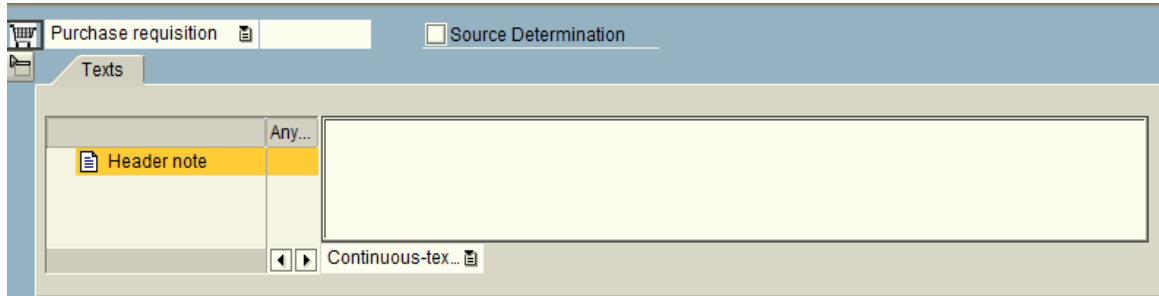 Purchase requisition
Source Determination
Texts
Any...
Header note
Continuous-tex...